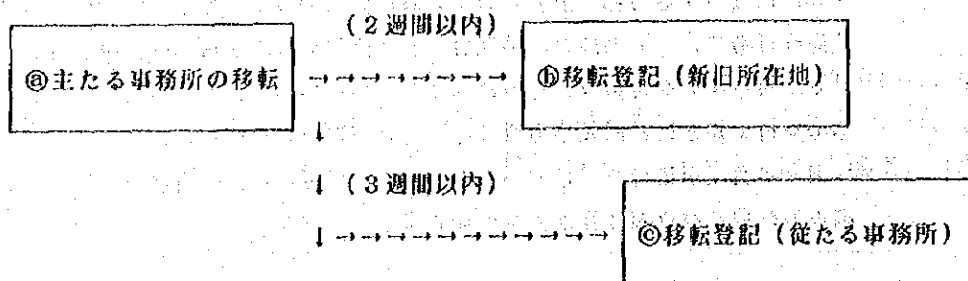 (2週間以内)
ⓐ主たる事務所の移転 →→→→→→→ ⓑ移転登記(新旧所在地)
↓
↓ (3週間以内)
↓ →→→→→→→→→→ ⓒ移転登記(従たる事務所)